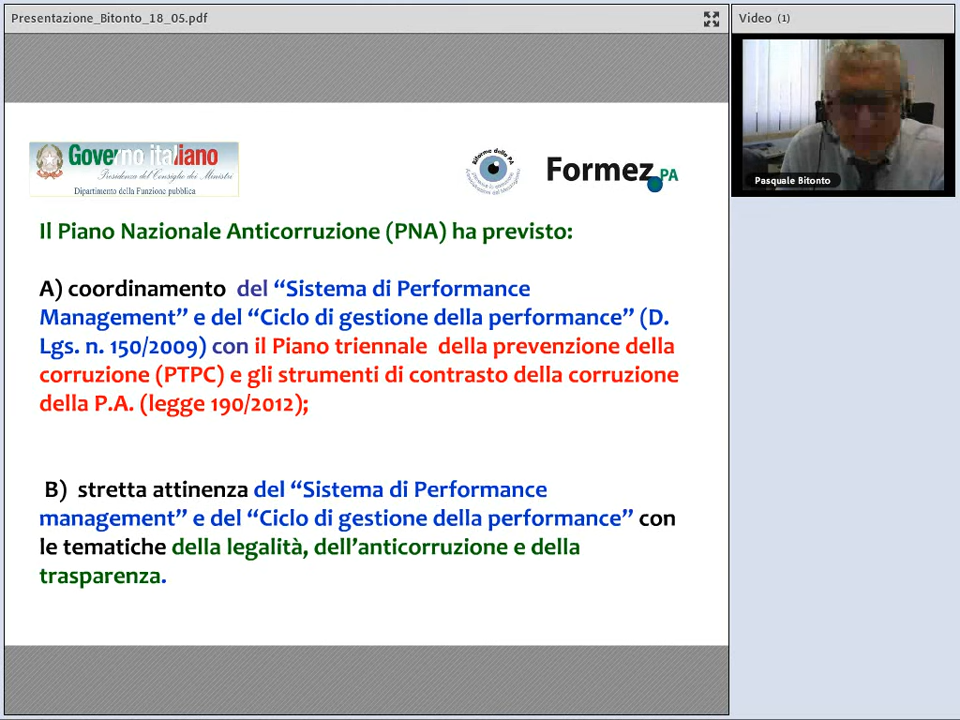 Presentazione_Bitonto_18_05.pdf
Video (1)
Governo italiano
Presidenza del Consiglio dei Ministri
Dipartimento della Funzione pubblica
Riforme della PA
Formez PA
Pasquale Bitonto
Il Piano Nazionale Anticorruzione (PNA) ha previsto:
A) coordinamento del “Sistema di Performance
Management” e del “Ciclo di gestione della performance” (D.
Lgs. n. 150/2009) con il Piano triennale della prevenzione della
corruzione (PTPC) e gli strumenti di contrasto della corruzione
della P.A. (legge 190/2012);
B) stretta attinenza del “Sistema di Performance
management” e del “Ciclo di gestione della performance” con
le tematiche della legalità, dell’anticorruzione e della
trasparenza.